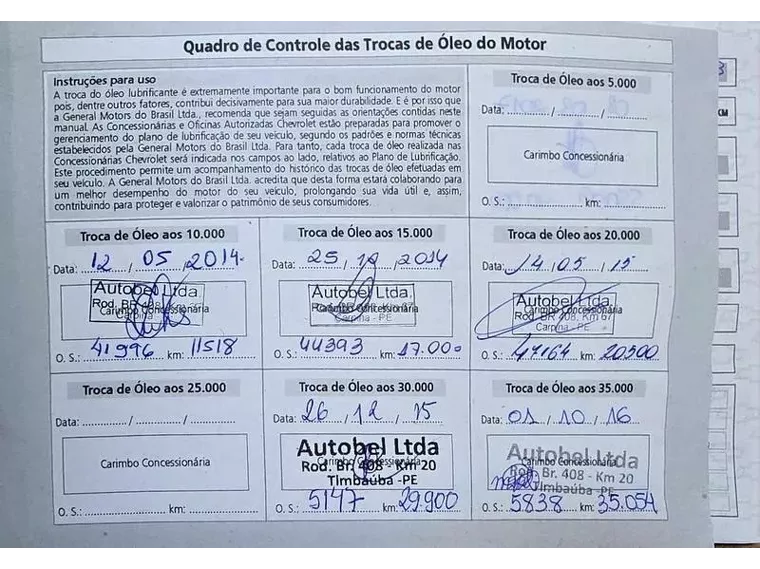 Quadro de Controle das Trocas de Óleo do Motor
Instruções para uso
A troca do óleo lubrificante é extremamente importante para o bom funcionamento do motor
pois, dentre outros fatores, contribui decisivamente para sua maior durabilidade. E é por isso que
a General Motors do Brasil Ltda., recomenda que sejam seguidas as orientações contidas neste
manual. As Concessionárias e Oficinas Autorizadas Chevrolet estão preparadas para promover o
gerenciamento do plano de lubrificação de seu veículo, segundo os padrões e normas técnicas
estabelecidos pela General Motors do Brasil Ltda. Para tanto, cada troca de óleo realizada nas
Concessionárias Chevrolet será indicada nos campos ao lado, relativos ao Plano de Lubrificação.
Este procedimento permite um acompanhamento do histórico das trocas de óleo efetuadas em
seu veículo. A General Motors do Brasil Ltda. acredita que desta forma estará colaborando para
um melhor desempenho do motor do seu veículo, prolongando sua vida útil e, assim,
contribuindo para proteger e valorizar o patrimônio de seus consumidores.
Troca de Óleo aos 5.000
Data: ......../......../........
Carimbo Concessionária
O. S.: ............ km: ............
Troca de Óleo aos 10.000
Data: 12 / 05 / 2014
Autobel Ltda
Rod. BR 408
Carimbo Concessionária
Carpina
O. S.: 41996 km: 11518
Troca de Óleo aos 15.000
Data: 25 / / 2014
Autobel Ltda.
Carimbo Concessionária
Carpina - PE
O. S.: 44393 km: 17.000
Troca de Óleo aos 20.000
Data: 14 / 05 / 15
Autobel Ltda.
Rod. BR 408, Km 67
Carimbo Concessionária
Carpina - PE
O. S.: 47164 km: 20500
Troca de Óleo aos 25.000
Data: ......../......../........
Carimbo Concessionária
O. S.: ............ km: ............
Troca de Óleo aos 30.000
Data: 26 / 12 / 15
Autobel Ltda
Carimbo Concessionária
Rod. Br. 408 - Km 20
Timbaúba -PE
O. S.: 5147 km: 29.900
Troca de Óleo aos 35.000
Data: 01 / 10 / 16
Autobel Ltda
Carimbo Concessionária
Rod. Br. 408 - Km 20
Timbaúba - PE
O. S.: 5838 km: 35.054
KM